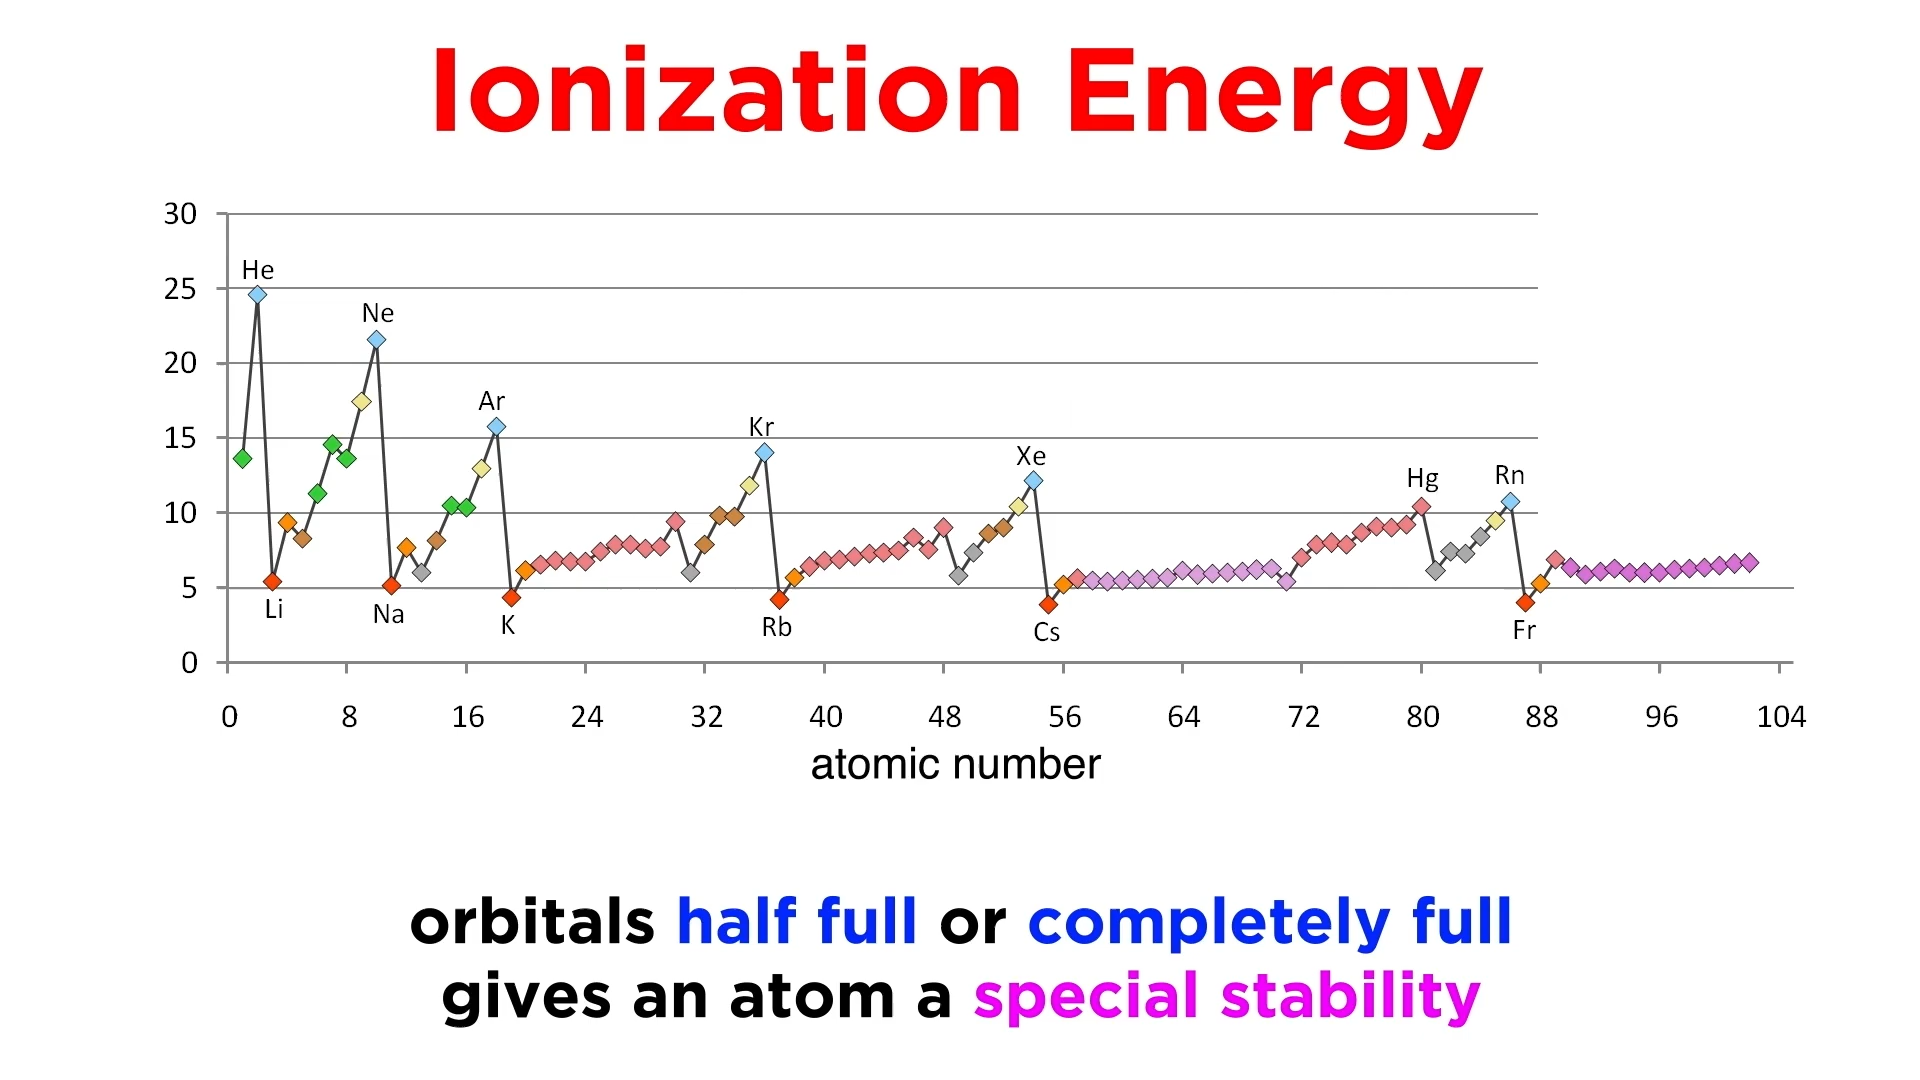 Ionization Energy
30
25
20
15
10
5
0
He
Ne
Ar
Kr
Xe
Hg
Rn
Li
Na
K
Rb
Cs
Fr
0 8 16 24 32 40 48 56 64 72 80 88 96 104
atomic number
orbitals half full or completely full
gives an atom a special stability